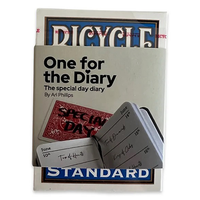 BICYCLE
One for
the Diary
The special day diary
By Art Phillips
SPECIAL
DAY
STANDARD